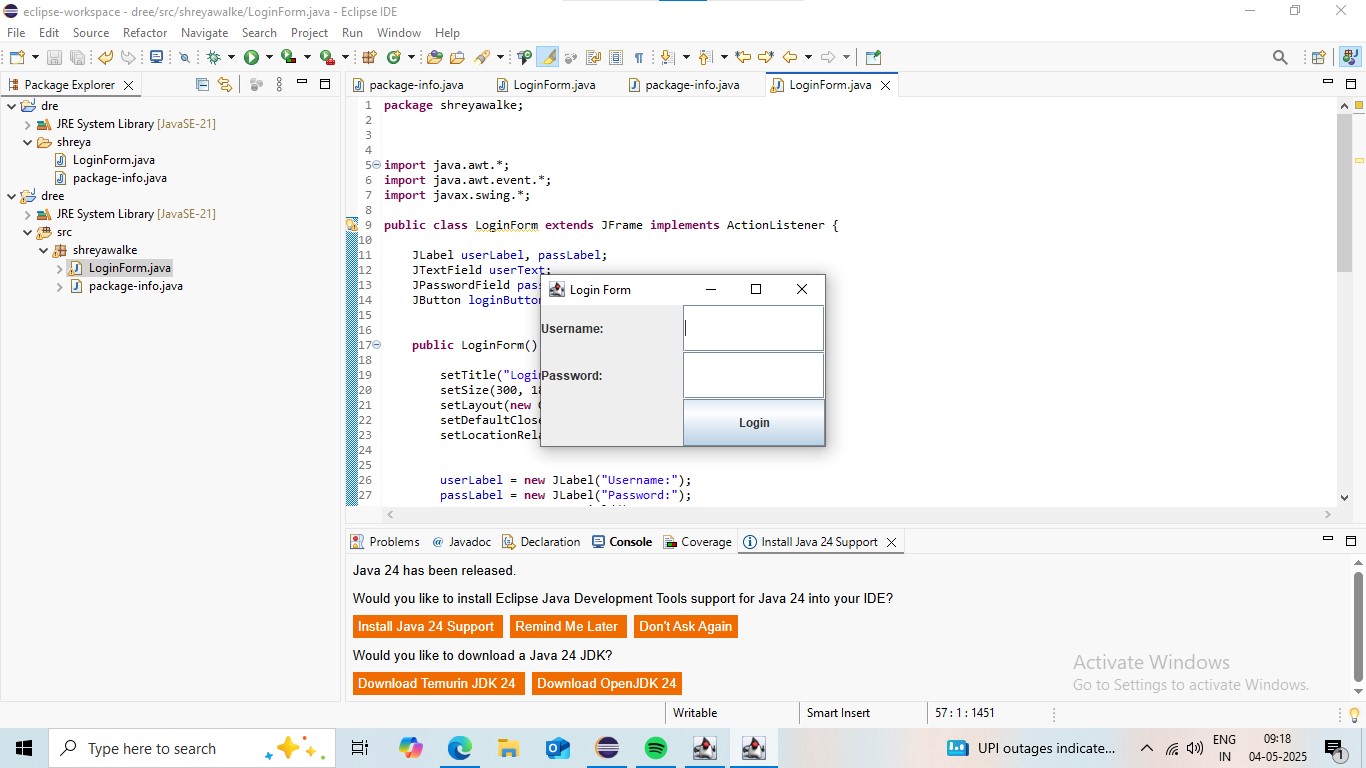 eclipse-workspace - dree/src/shreyawalke/LoginForm.java - Eclipse IDE
File Edit Source Refactor Navigate Search Project Run Window Help
Package Explorer
package-info.java LoginForm.java package-info.java LoginForm.java
dre
JRE System Library [JavaSE-21]
shreya
LoginForm.java
package-info.java
dree
JRE System Library [JavaSE-21]
src
shreyawalke
LoginForm.java
package-info.java
1 package shreyawalke;
2
3
4
5 import java.awt.*;
6 import java.awt.event.*;
7 import javax.swing.*;
8
9 public class LoginForm extends JFrame implements ActionListener {
10
11 JLabel userLabel, passLabel;
12 JTextField userText;
13 JPasswordField pas
14 JButton loginButto
15
16
17 public LoginForm()
18
19 setTitle("Logi
20 setSize(300, 1
21 setLayout(new
22 setDefaultClose
23 setLocationRel
24
25
26 userLabel = new JLabel("Username:");
27 passLabel = new JLabel("Password:");
Login Form
Username:
Password:
Login
Problems Javadoc Declaration Console Coverage Install Java 24 Support
Java 24 has been released.
Would you like to install Eclipse Java Development Tools support for Java 24 into your IDE?
Install Java 24 Support Remind Me Later Don't Ask Again
Would you like to download a Java 24 JDK?
Download Temurin JDK 24 Download OpenJDK 24
Activate Windows
Go to Settings to activate Windows.
Writable Smart Insert 57 : 1 : 1451
Type here to search
UPI outages indicate...
ENG
IN
09:18
04-05-2025
1